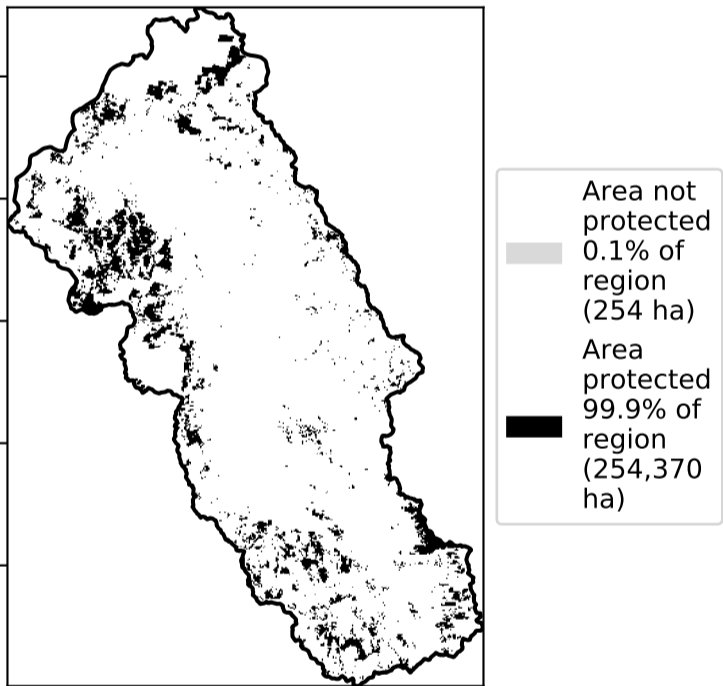 Area not
protected
0.1% of
region
(254 ha)
Area
protected
99.9% of
region
(254,370
ha)